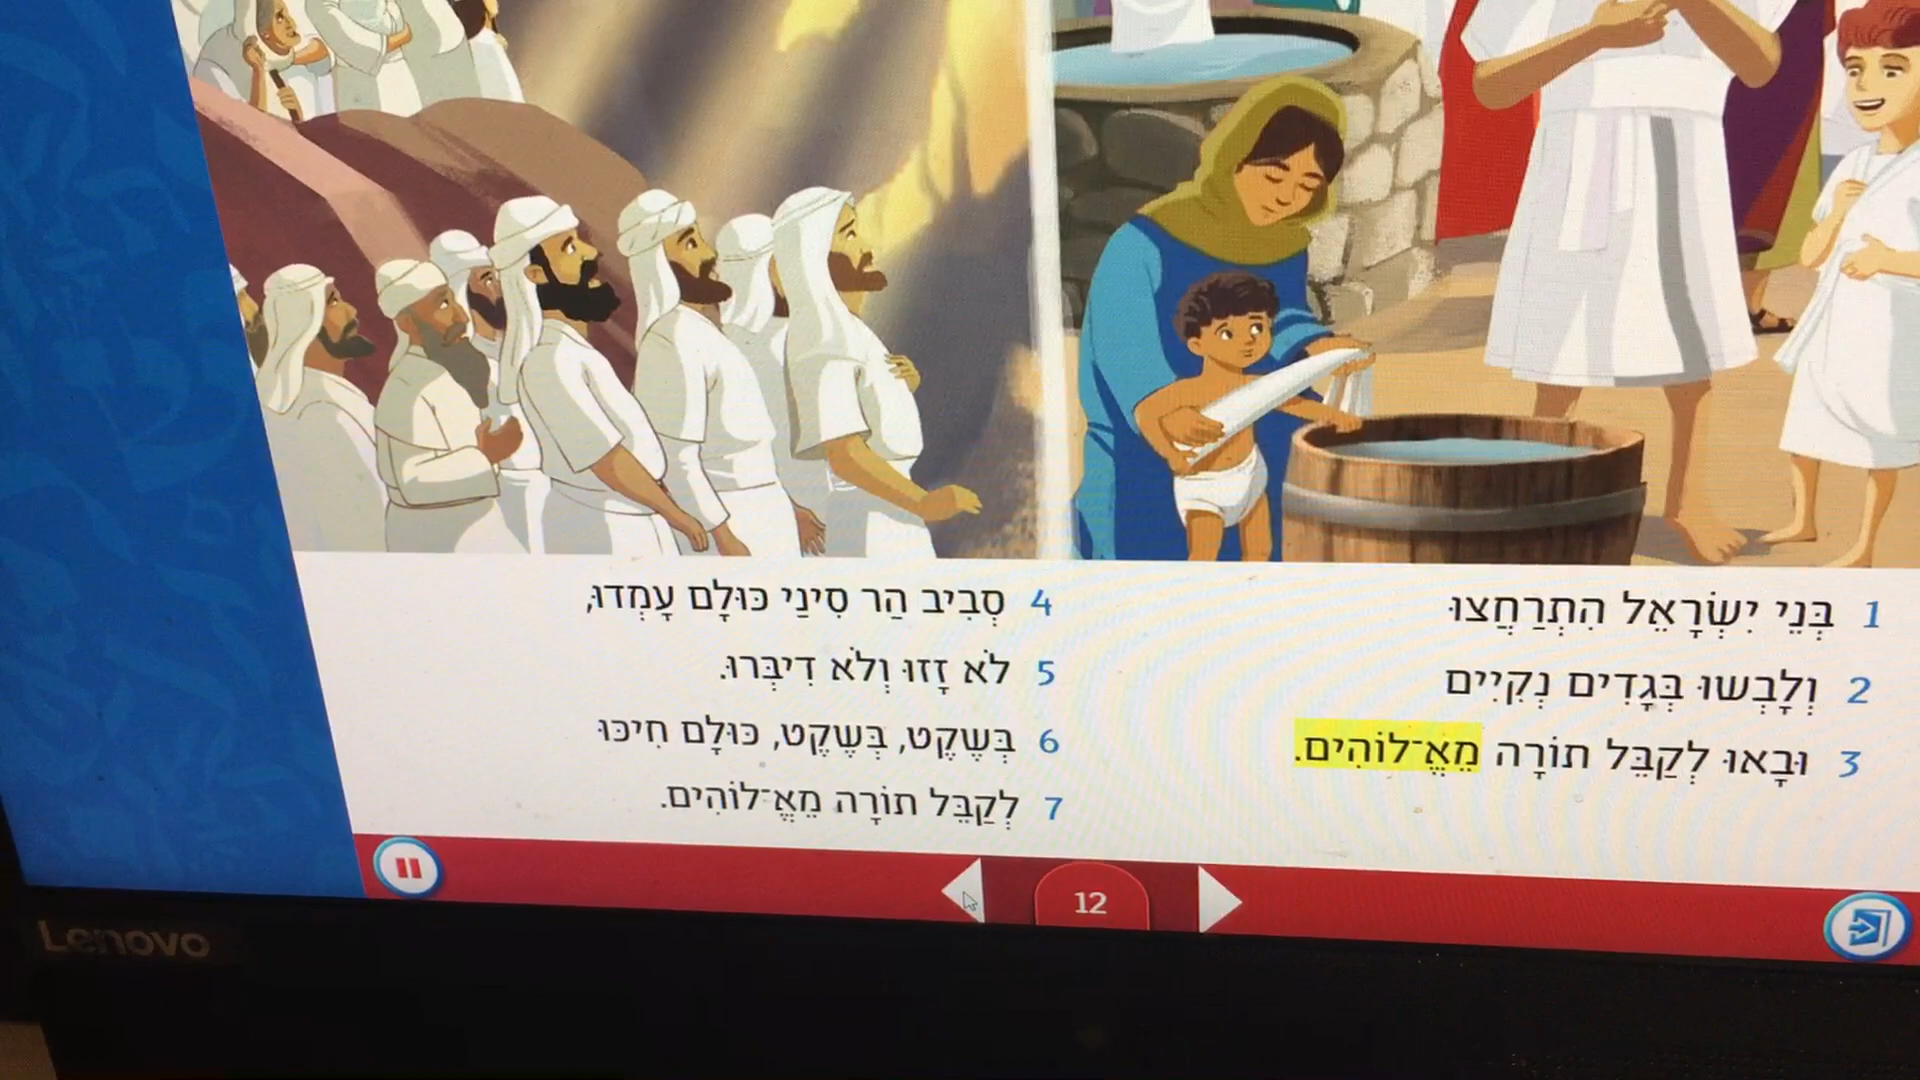 1 בְּנֵי יִשְׂרָאֵל הִתְרַחֲצוּ
2 וְלָבְשׁוּ בְּגָדִים נְקִיִּים
3 וּבָאוּ לְקַבֵּל תּוֹרָה מֵאֱ־לוֹהִים.
4 סְבִיב הַר סִינַי כּוּלָם עָמְדוּ,
5 לֹא זָזוּ וְלֹא דִיבְּרוּ.
6 בְּשֶׁקֶט, בְּשֶׁקֶט, כּוּלָם חִיכּוּ
7 לְקַבֵּל תּוֹרָה מֵאֱ־לוֹהִים.
12
Lenovo